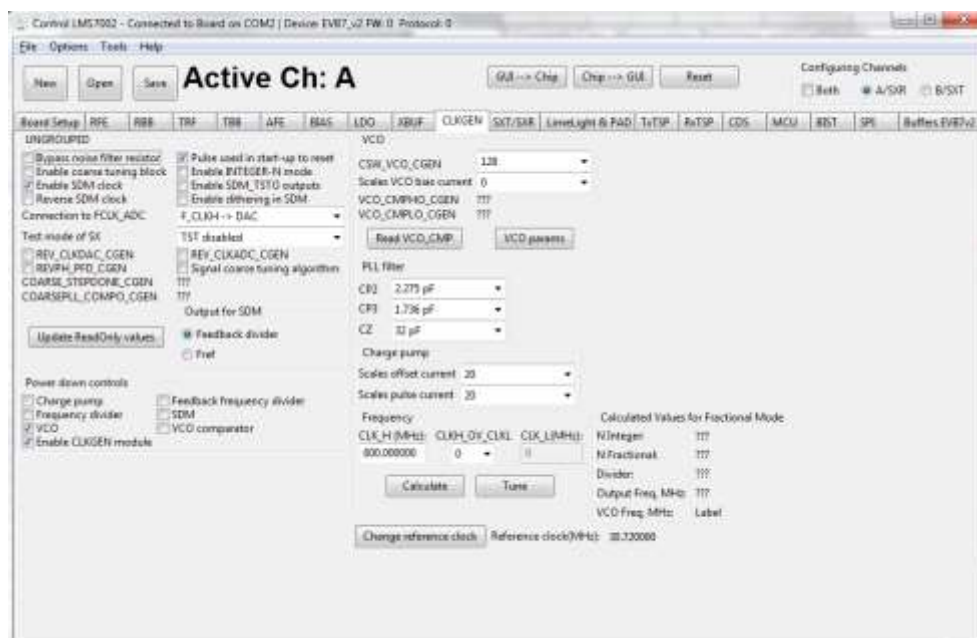 Control LMS7002 - Connected to Board on COM2 | Device: EVB7_v2 FW: 0 Protocol: 0
File Options Tools Help
New Open Save Active Ch: A GUI --> Chip Chip --> GUI Reset
Configuring Channels
Both A/SXR B/SXT
Board Setup RFE RBB TRF TBB AFE BIAS LDO XBUF CLKGEN SXT/SXR LimeLight & PAD TxTSP RxTSP CDS MCU BIST SPI Buffers EVB7v2
UNGROUPED
Bypass noise filter resistor Pulse used in start-up to reset
Enable coarse tuning block Enable INTEGER-N mode
Enable SDM clock Enable SDM_TSTO outputs
Reverse SDM clock Enable dithering in SDM
Connection to FCLK_ADC F_CLKH --> DAC
Test mode of SX TST disabled
REV_CLKDAC_CGEN REV_CLKADC_CGEN
REVPH_PFD_CGEN Signal coarse tuning algorithm
COARSE_STEPDONE_CGEN ???
COARSEPLL_COMPO_CGEN ???
Update ReadOnly values
Output for SDM
Feedback divider
Fref
Power down controls
Charge pump Feedback frequency divider
Frequency divider SDM
VCO VCO comparator
Enable CLKGEN module
VCO
CSW_VCO_CGEN 128
Scales VCO bias current 0
VCO_CMPHO_CGEN ???
VCO_CMPLO_CGEN ???
Read VCO_CMP VCO params
PLL filter
CP2 2.275 pF
CP3 1.736 pF
CZ 32 pF
Charge pump
Scales offset current 20
Scales pulse current 20
Frequency
CLK_H (MHz): CLKH_OV_CLKL CLK_L(MHz):
800.000000 0 0
Calculate Tune
Calculated Values for Fractional Mode
N Integer: ???
N Fractional: ???
Divider: ???
Output Freq, MHz: ???
VCO Freq, MHz: Label
Change reference clock Reference clock(MHz): 30.720000